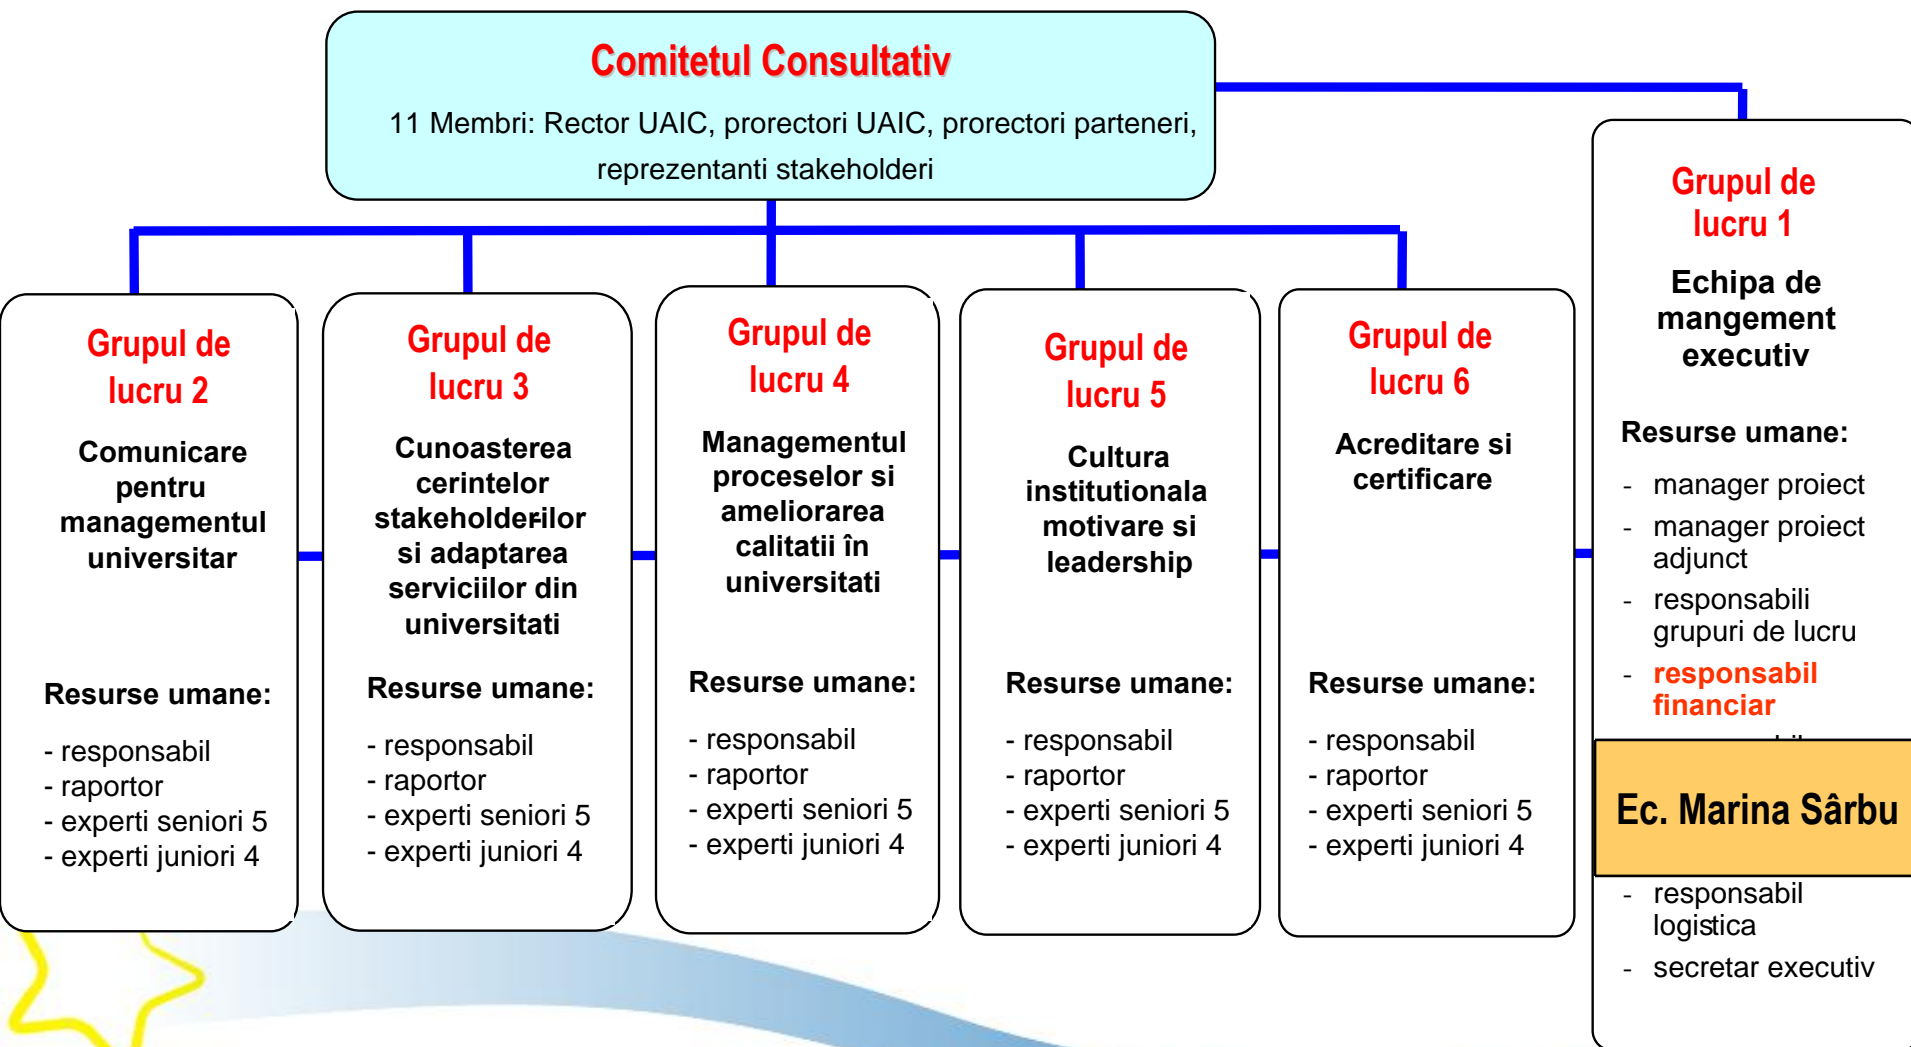 Comitetul Consultativ
11 Membri: Rector UAIC, prorectori UAIC, prorectori parteneri,
reprezentanti stakeholderi
Grupul de
lucru 2
Comunicare
pentru
managementul
universitar
Resurse umane:
- responsabil
- raportor
- experti seniori 5
- experti juniori 4
Grupul de
lucru 3
Cunoasterea
cerintelor
stakeholderilor
si adaptarea
serviciilor din
universitati
Resurse umane:
- responsabil
- raportor
- experti seniori 5
- experti juniori 4
Grupul de
lucru 4
Managementul
proceselor si
ameliorarea
calitatii în
universitati
Resurse umane:
- responsabil
- raportor
- experti seniori 5
- experti juniori 4
Grupul de
lucru 5
Cultura
institutionala
motivare si
leadership
Resurse umane:
- responsabil
- raportor
- experti seniori 5
- experti juniori 4
Grupul de
lucru 6
Acreditare si
certificare
Resurse umane:
- responsabil
- raportor
- experti seniori 5
- experti juniori 4
Grupul de
lucru 1
Echipa de
mangement
executiv
Resurse umane:
- manager proiect
- manager proiect
adjunct
- responsabili
grupuri de lucru
- responsabil
financiar
Ec. Marina Sârbu
- responsabil
logistica
- secretar executiv